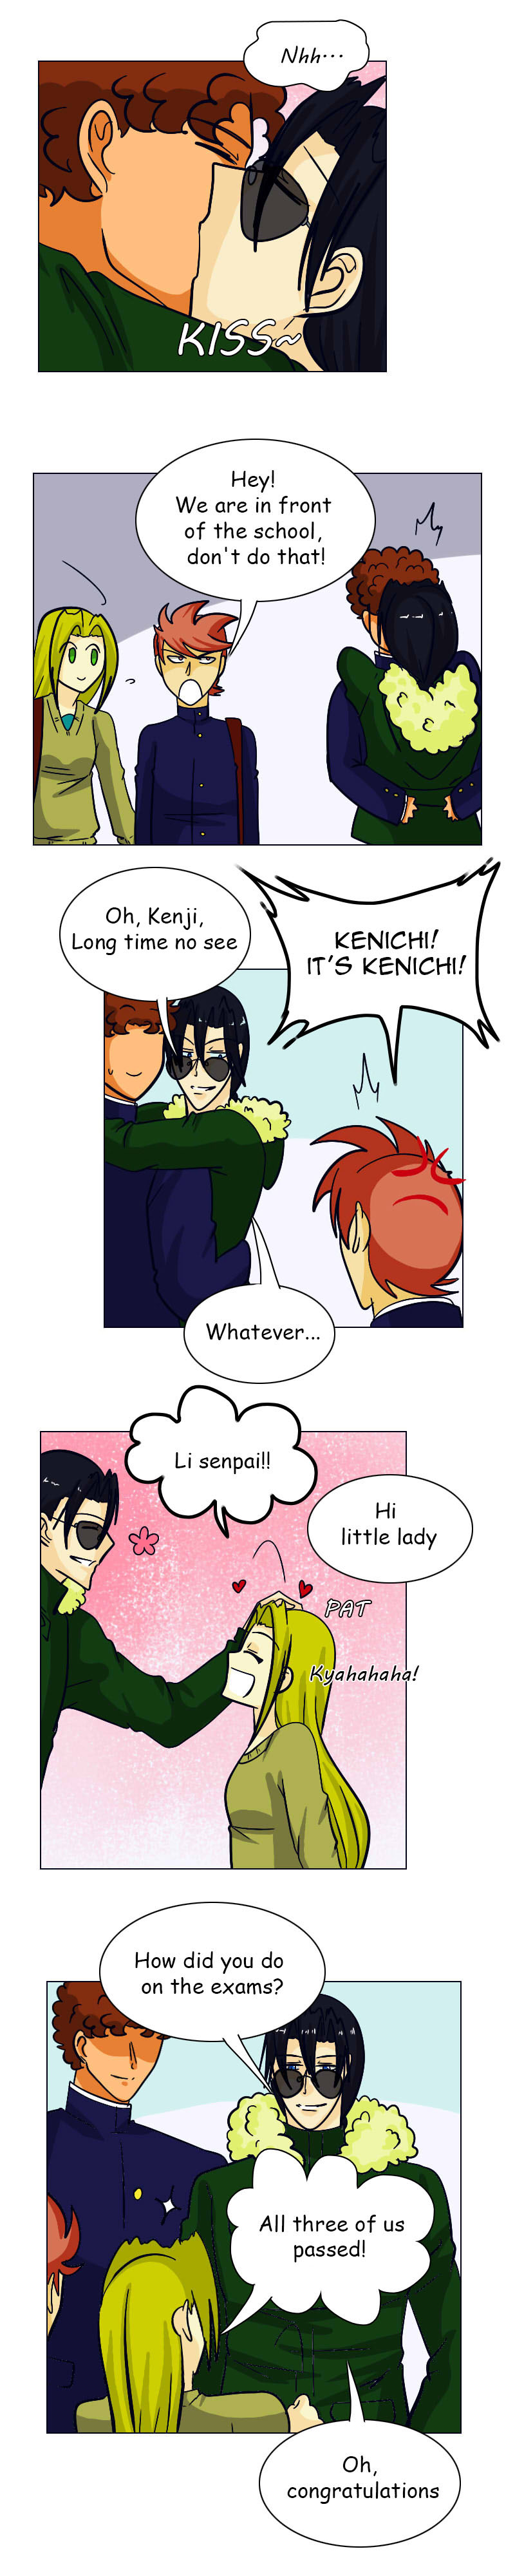 Nhh...
KISS~
Hey!
We are in front
of the school,
don't do that!
Oh, Kenji,
Long time no see
KENICHI!
IT'S KENICHI!
Whatever...
Li senpai!!
Hi
little lady
PAT
Kyahahaha!
How did you do
on the exams?
All three of us
passed!
Oh,
congratulations